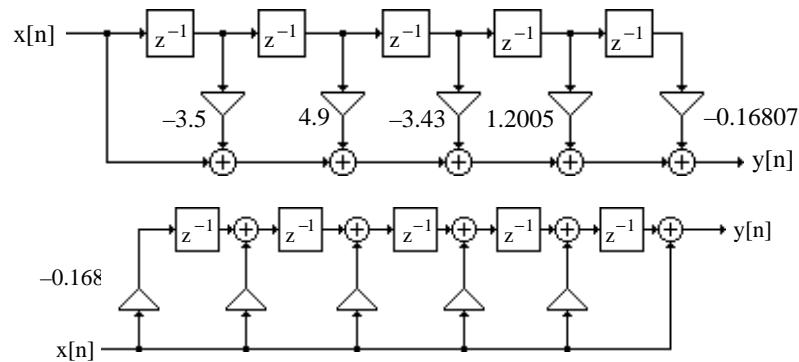 x[n] z⁻¹ z⁻¹ z⁻¹ z⁻¹ z⁻¹
–3.5 4.9 –3.43 1.2005 –0.16807
y[n]
z⁻¹ z⁻¹ z⁻¹ z⁻¹ z⁻¹ y[n]
–0.168
x[n]